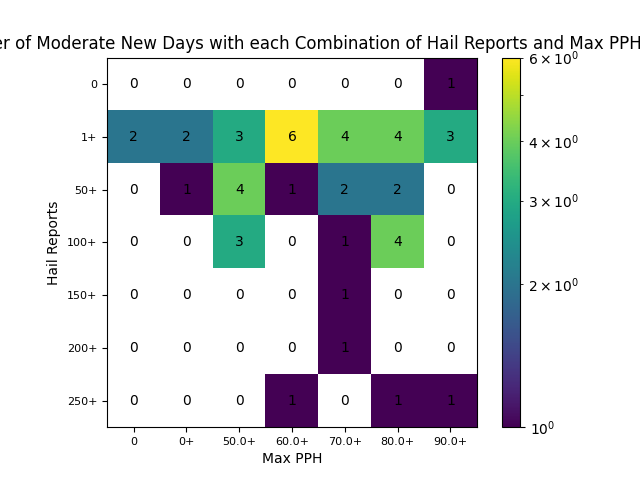 er of Moderate New Days with each Combination of Hail Reports and Max PPH
0 0 0 0 0 0 0 1
1+ 2 2 3 6 4 4 3
50+ 0 1 4 1 2 2 0
100+ 0 0 3 0 1 4 0
150+ 0 0 0 0 1 0 0
200+ 0 0 0 0 1 0 0
250+ 0 0 0 1 0 1 1
0 0+ 50.0+ 60.0+ 70.0+ 80.0+ 90.0+
Max PPH
Hail Reports
6 × 10⁰
4 × 10⁰
3 × 10⁰
2 × 10⁰
10⁰